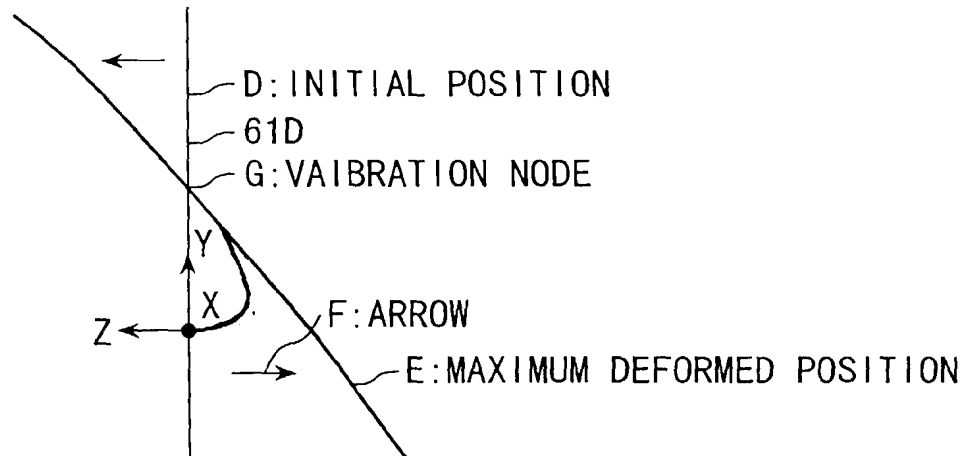 D:INITIAL POSITION
61D
G:VAIBRATION NODE
Y
X
Z
F:ARROW
E:MAXIMUM DEFORMED POSITION